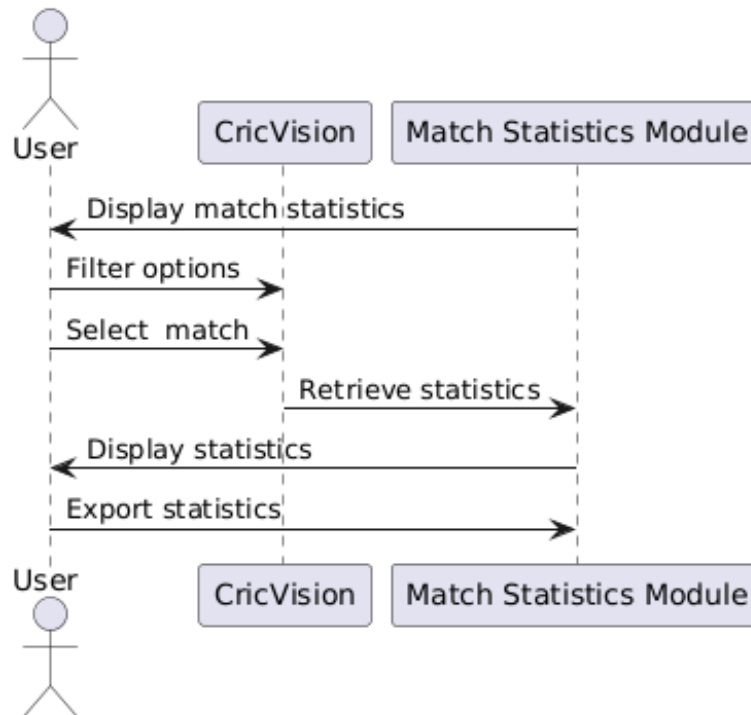 User
CricVision
Match Statistics Module
Display match statistics
Filter options
Select  match
Retrieve statistics
Display statistics
Export statistics
User
CricVision
Match Statistics Module